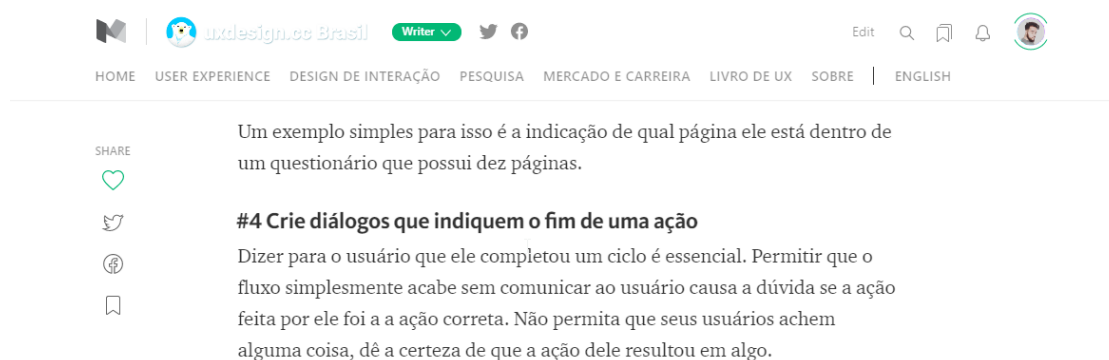 uxdesign.cc Brasil Writer Edit
HOME USER EXPERIENCE DESIGN DE INTERAÇÃO PESQUISA MERCADO E CARREIRA LIVRO DE UX SOBRE ENGLISH
SHARE
Um exemplo simples para isso é a indicação de qual página ele está dentro de
um questionário que possui dez páginas.
#4 Crie diálogos que indiquem o fim de uma ação
Dizer para o usuário que ele completou um ciclo é essencial. Permitir que o
fluxo simplesmente acabe sem comunicar ao usuário causa a dúvida se a ação
feita por ele foi a a ação correta. Não permita que seus usuários achem
alguma coisa, dê a certeza de que a ação dele resultou em algo.